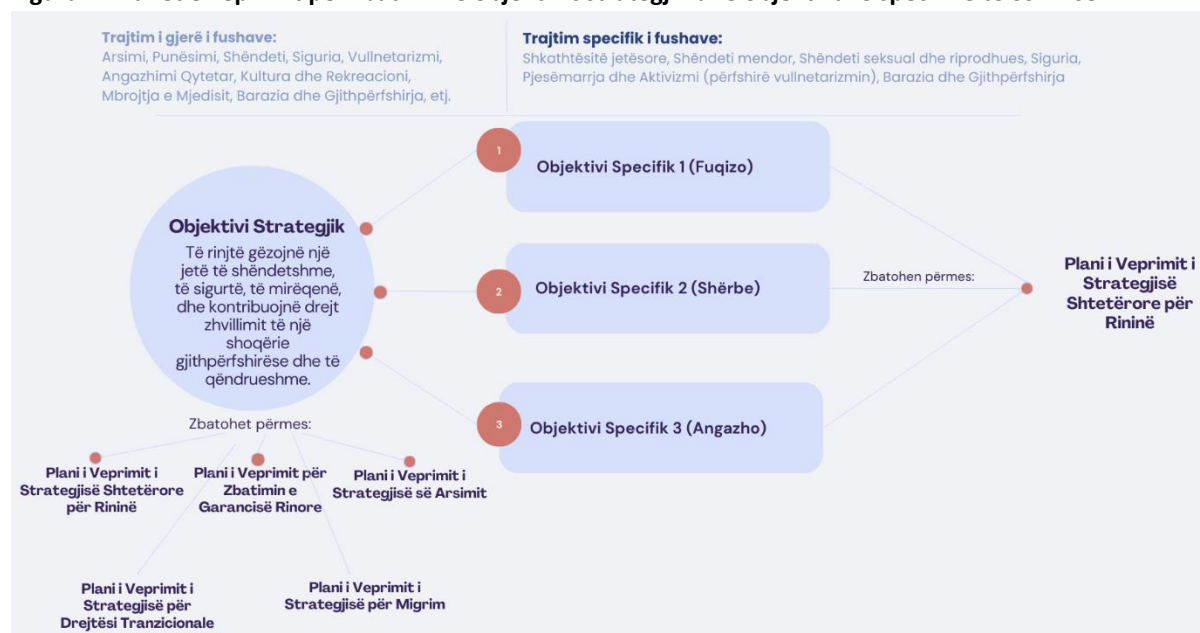 Trajtim i gjerë i fushave:
Arsimi, Punësimi, Shëndeti, Siguria, Vullnetarizmi,
Angazhimi Qytetar, Kultura dhe Rekreacioni,
Mbrojtja e Mjedisit, Barazia dhe Gjithpërfshirja, etj.
Trajtim specifik i fushave:
Shkathtësitë jetësore, Shëndeti mendor, Shëndeti seksual dhe riprodhues, Siguria,
Pjesëmarrja dhe Aktivizmi (përfshirë vullnetarizmin), Barazia dhe Gjithpërfshirja
Objektivi Strategjik
Të rinjtë gëzojnë një
jetë të shëndetshme,
të sigurtë, të mirëqenë,
dhe kontribuojnë drejt
zhvillimit të një
shoqërie
gjithpërfshirëse dhe të
qëndrueshme.
1
Objektivi Specifik 1 (Fuqizo)
2
Objektivi Specifik 2 (Shërbe)
3
Objektivi Specifik 3 (Angazho)
Zbatohen përmes:
Plani i Veprimit i
Strategjisë
Shtetërore për
Rininë
Zbatohet përmes:
Plani i Veprimit i
Strategjisë Shtetërore
për Rininë
Plani i Veprimit për
Zbatimin e
Garancisë Rinore
Plani i Veprimit i
Strategjisë së Arsimit
Plani i Veprimit i
Strategjisë për
Drejtësi Tranzicionale
Plani i Veprimit i
Strategjisë për Migrim